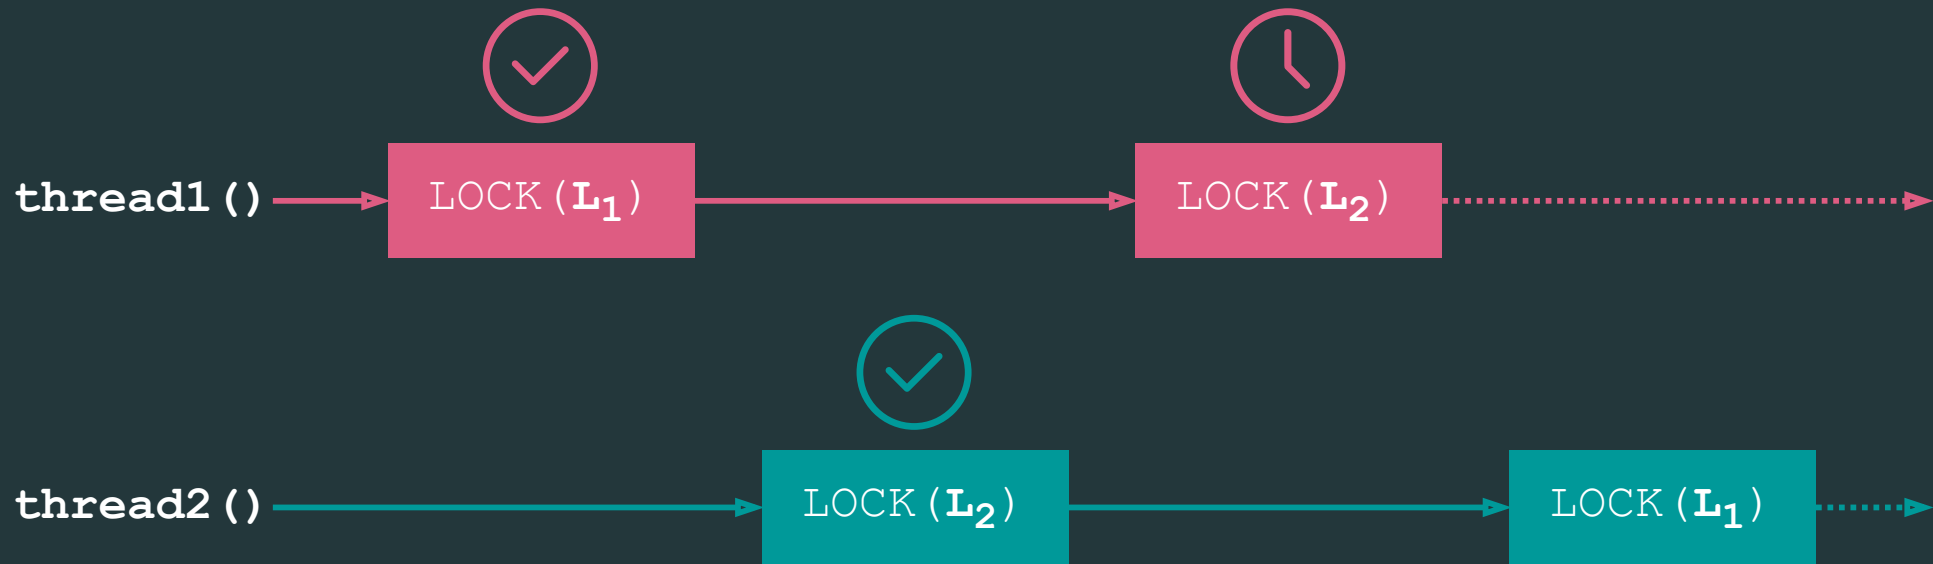 thread1() LOCK(L₁) LOCK(L₂)
thread2() LOCK(L₂) LOCK(L₁)